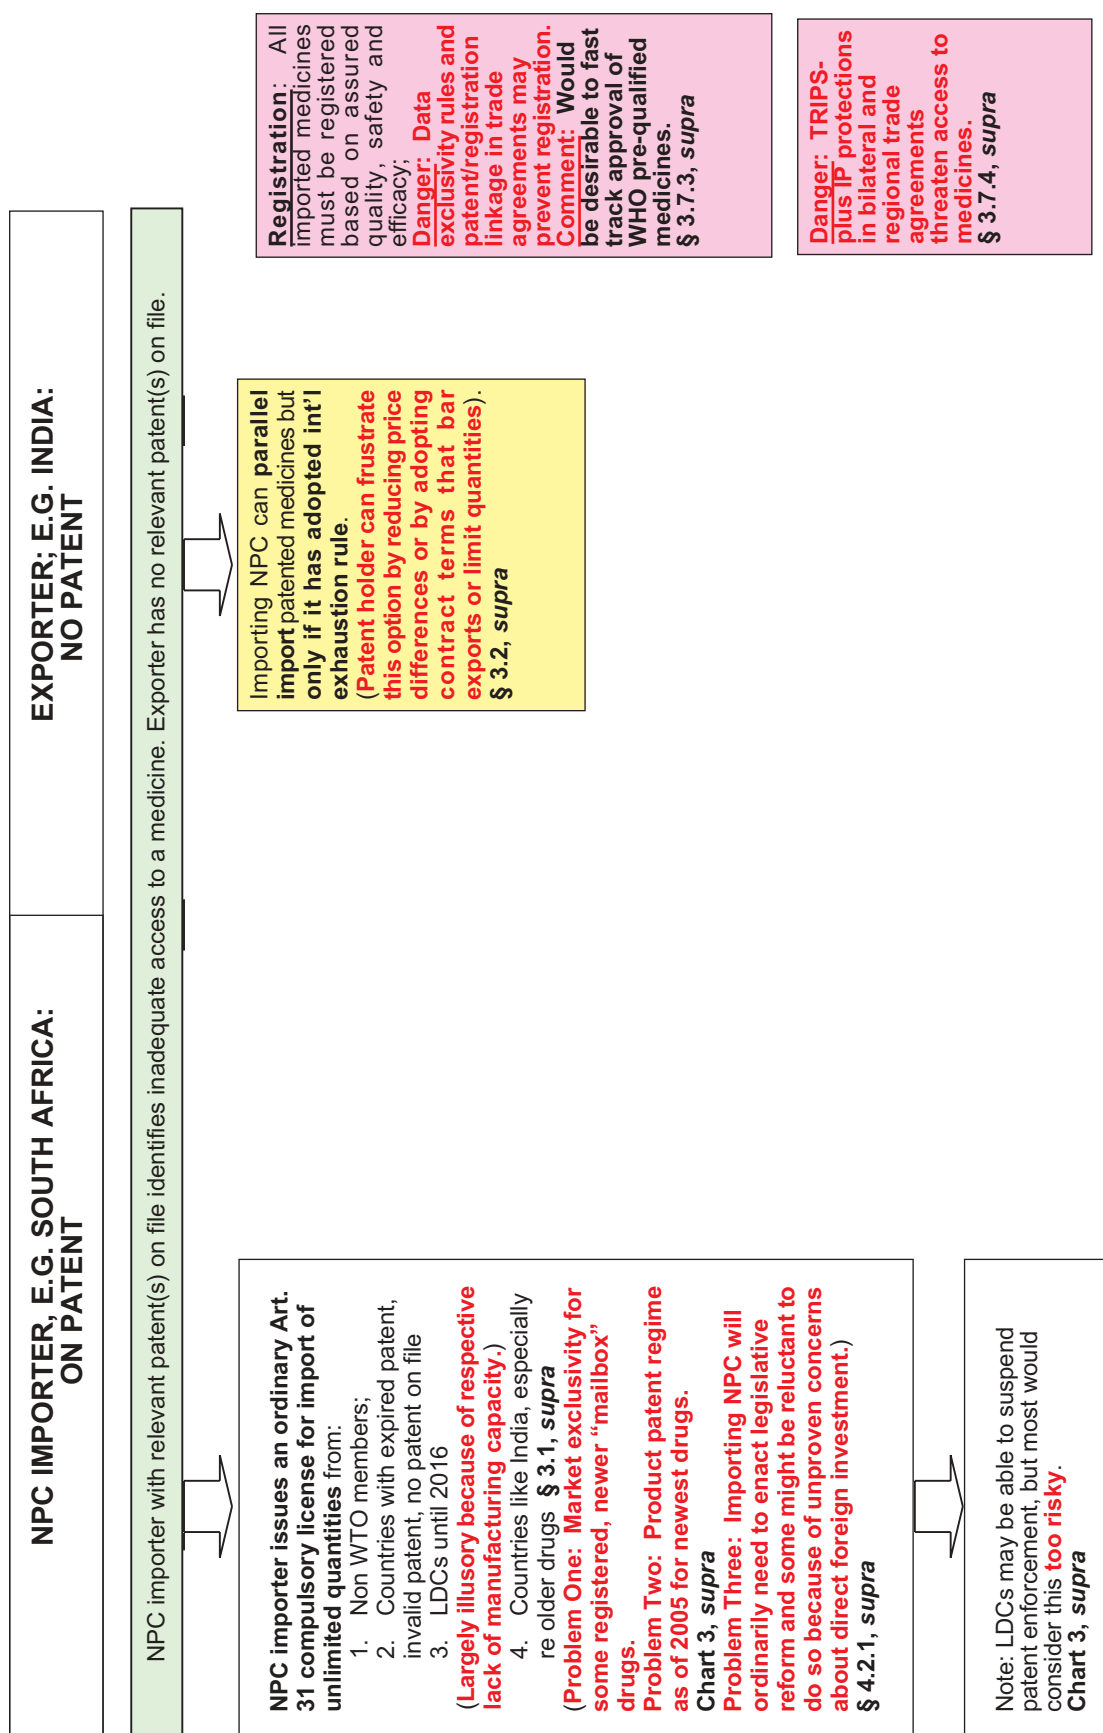 NPC IMPORTER, E.G. SOUTH AFRICA:
ON PATENT
EXPORTER; E.G. INDIA:
NO PATENT
NPC importer with relevant patent(s) on file identifies inadequate access to a medicine. Exporter has no relevant patent(s) on file.
NPC importer issues an ordinary Art.
31 compulsory license for import of
unlimited quantities from:
1. Non WTO members;
2. Countries with expired patent,
invalid patent, no patent on file
3. LDCs until 2016
(Largely illusory because of respective
lack of manufacturing capacity.)
4. Countries like India, especially
re older drugs § 3.1, supra
(Problem One: Market exclusivity for
some registered, newer “mailbox”
drugs.
Problem Two: Product patent regime
as of 2005 for newest drugs.
Chart 3, supra
Problem Three: Importing NPC will
ordinarily need to enact legislative
reform and some might be reluctant to
do so because of unproven concerns
about direct foreign investment.)
§ 4.2.1, supra
Note: LDCs may be able to suspend
patent enforcement, but most would
consider this too risky.
Chart 3, supra
Importing NPC can parallel
import patented medicines but
only if it has adopted int’l
exhaustion rule.
(Patent holder can frustrate
this option by reducing price
differences or by adopting
contract terms that bar
exports or limit quantities).
§ 3.2, supra
Registration: All
imported medicines
must be registered
based on assured
quality, safety and
efficacy;
Danger: Data
exclusivity rules and
patent/registration
linkage in trade
agreements may
prevent registration.
Comment: Would
be desirable to fast
track approval of
WHO pre-qualified
medicines.
§ 3.7.3, supra
Danger: TRIPS-
plus IP protections
in bilateral and
regional trade
agreements
threaten access to
medicines.
§ 3.7.4, supra